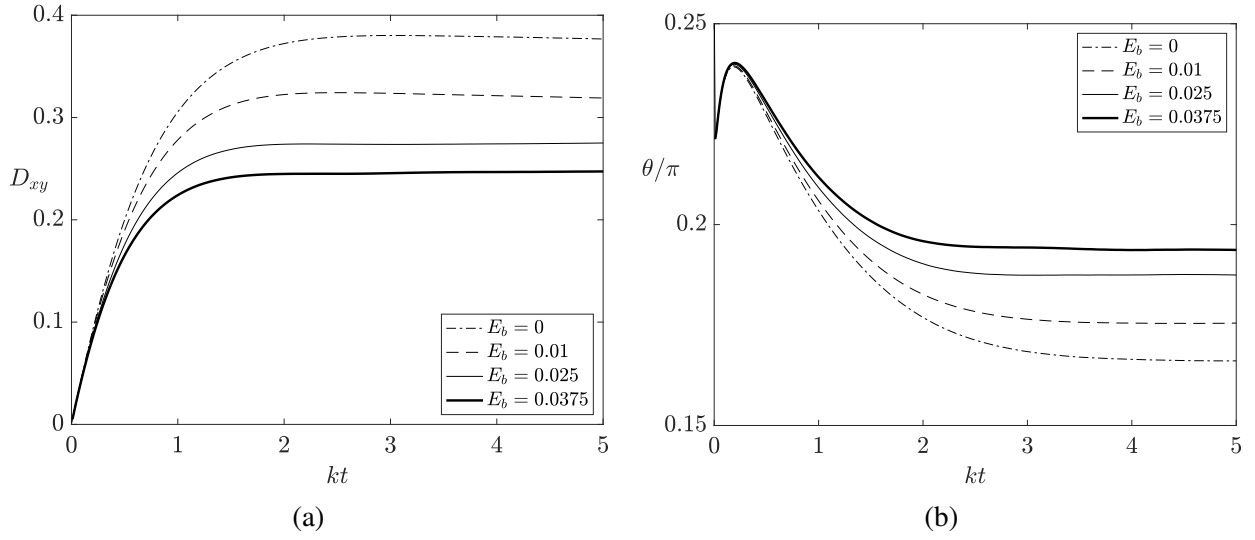 0.4
0.3
0.2
0.1
0
D_{xy}
0 1 2 3 4 5
kt
E_b = 0
E_b = 0.01
E_b = 0.025
E_b = 0.0375
(a)
0.25
0.2
0.15
θ/π
0 1 2 3 4 5
kt
E_b = 0
E_b = 0.01
E_b = 0.025
E_b = 0.0375
(b)